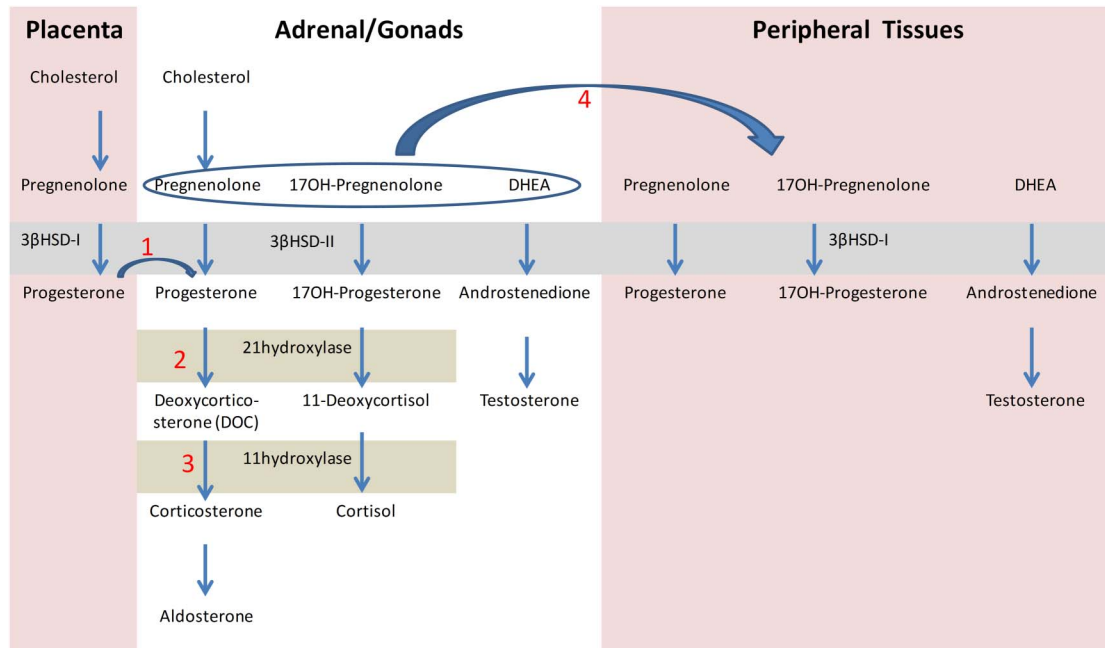 Placenta
Adrenal/Gonads
Peripheral Tissues
Cholesterol
Cholesterol
4
Pregnenolone
Pregnenolone
17OH-Pregnenolone
DHEA
Pregnenolone
17OH-Pregnenolone
DHEA
3βHSD-I
1
3βHSD-II
3βHSD-I
Progesterone
Progesterone
17OH-Progesterone
Androstenedione
Progesterone
17OH-Progesterone
Androstenedione
2
21hydroxylase
Deoxycortico-
sterone (DOC)
11-Deoxycortisol
Testosterone
Testosterone
3
11hydroxylase
Corticosterone
Cortisol
Aldosterone